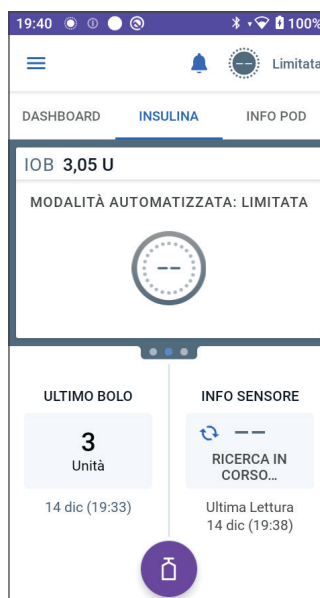 19:40 100%
Limitata
DASHBOARD INSULINA INFO POD
IOB 3,05 U
MODALITÀ AUTOMATIZZATA: LIMITATA
--
ULTIMO BOLO
3
Unità
14 dic (19:33)
INFO SENSORE
--
RICERCA IN
CORSO...
Ultima Lettura
14 dic (19:38)